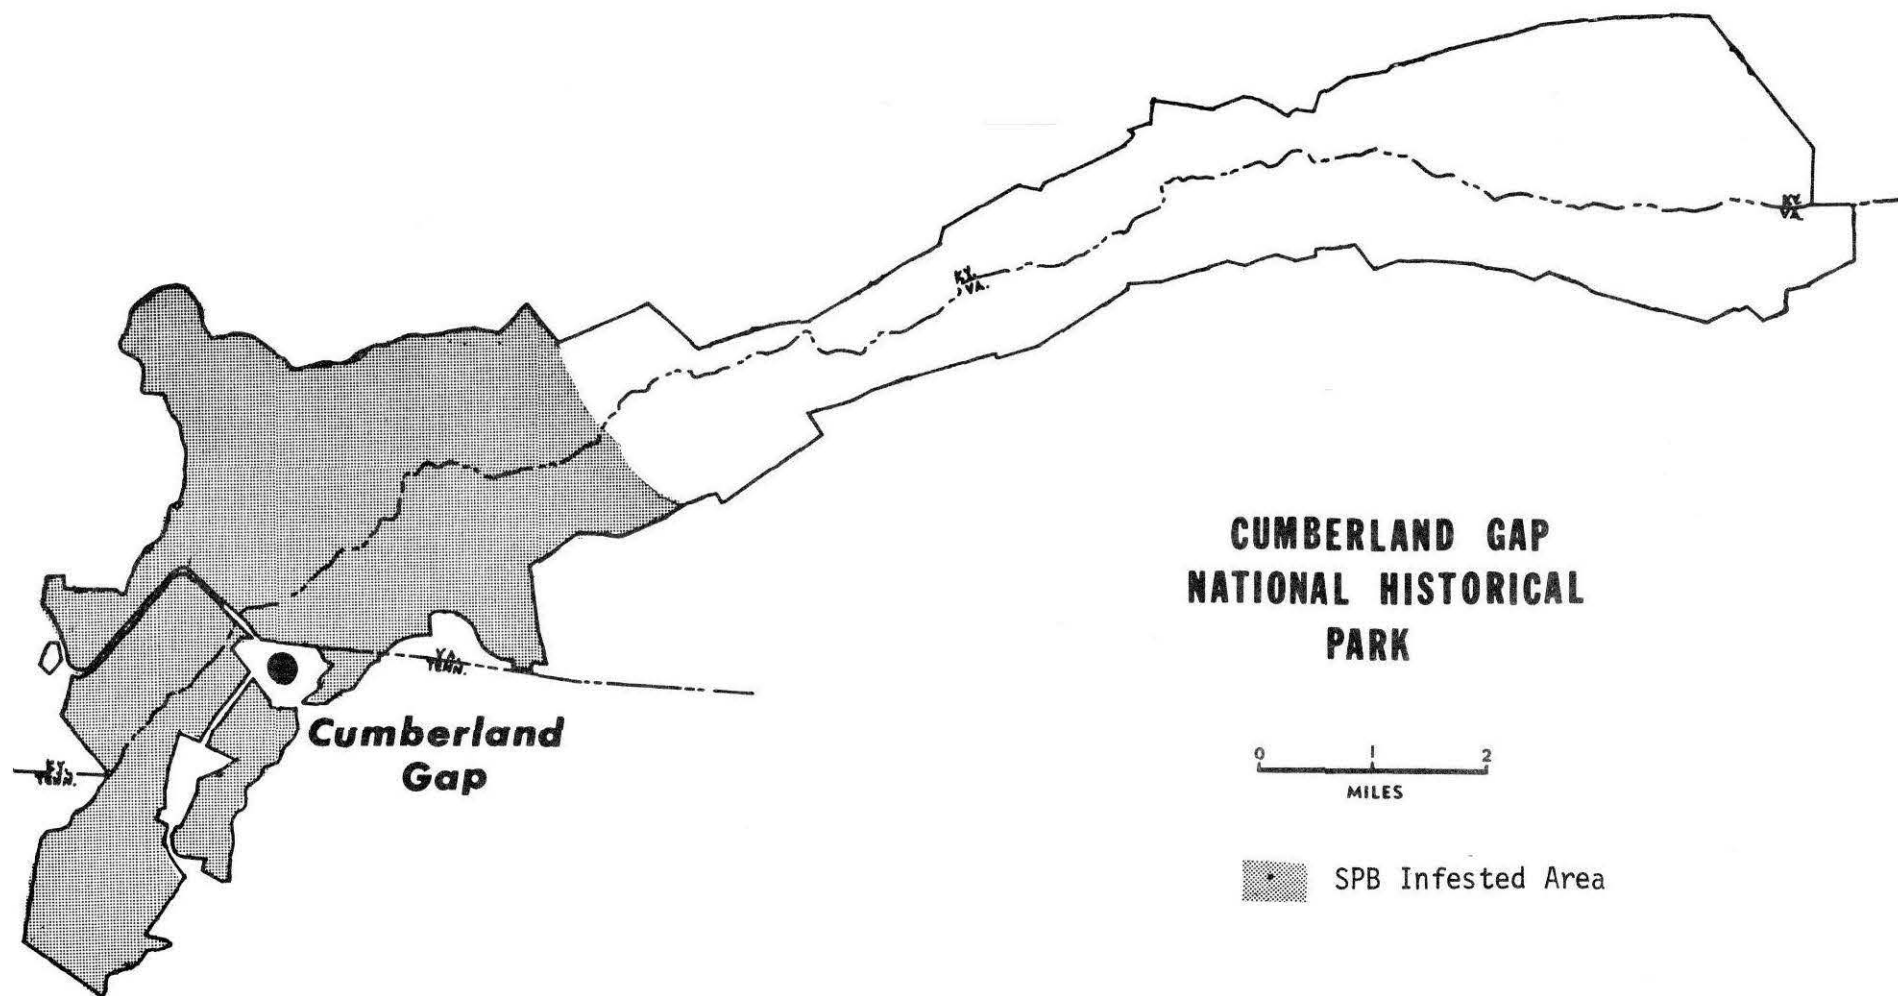 KY.
VA.
KY.
VA.
CUMBERLAND GAP
NATIONAL HISTORICAL
PARK
VA.
TENN.
Cumberland
Gap
KY.
TENN.
0 1 2
MILES
SPB Infested Area